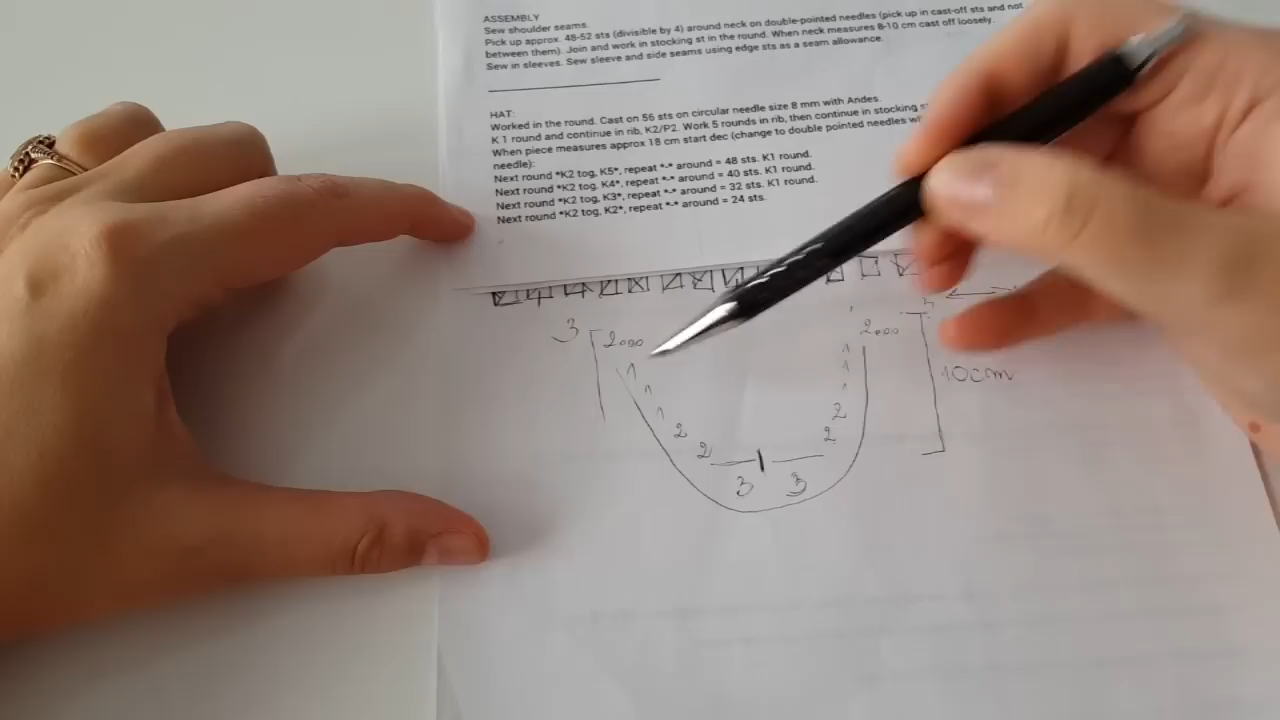 ASSEMBLY
Sew shoulder seams.
Pick up approx. 48-52 sts (divisible by 4) around neck on double-pointed needles (pick up in cast-off sts and not
between them). Join and work in stocking st in the round. When neck measures 8-10 cm cast off loosely.
Sew in sleeves. Sew sleeve and side seams using edge sts as a seam allowance.
HAT:
Worked in the round. Cast on 56 sts on circular needle size 8 mm with Andes.
K 1 round and continue in rib, K2/P2. Work 5 rounds in rib, then continue in stocking
When piece measures approx 18 cm start dec (change to double pointed needles
needle):
Next round *K2 tog, K5*, repeat *-* around = 48 sts. K1 round.
Next round *K2 tog, K4*, repeat *-* around = 40 sts. K1 round.
Next round *K2 tog, K3*, repeat *-* around = 32 sts. K1 round.
Next round *K2 tog, K2*, repeat *-* around = 24 sts.
3 2000 2000
1 1
1 1
1 1
2 2
2 2
3 3
10cm